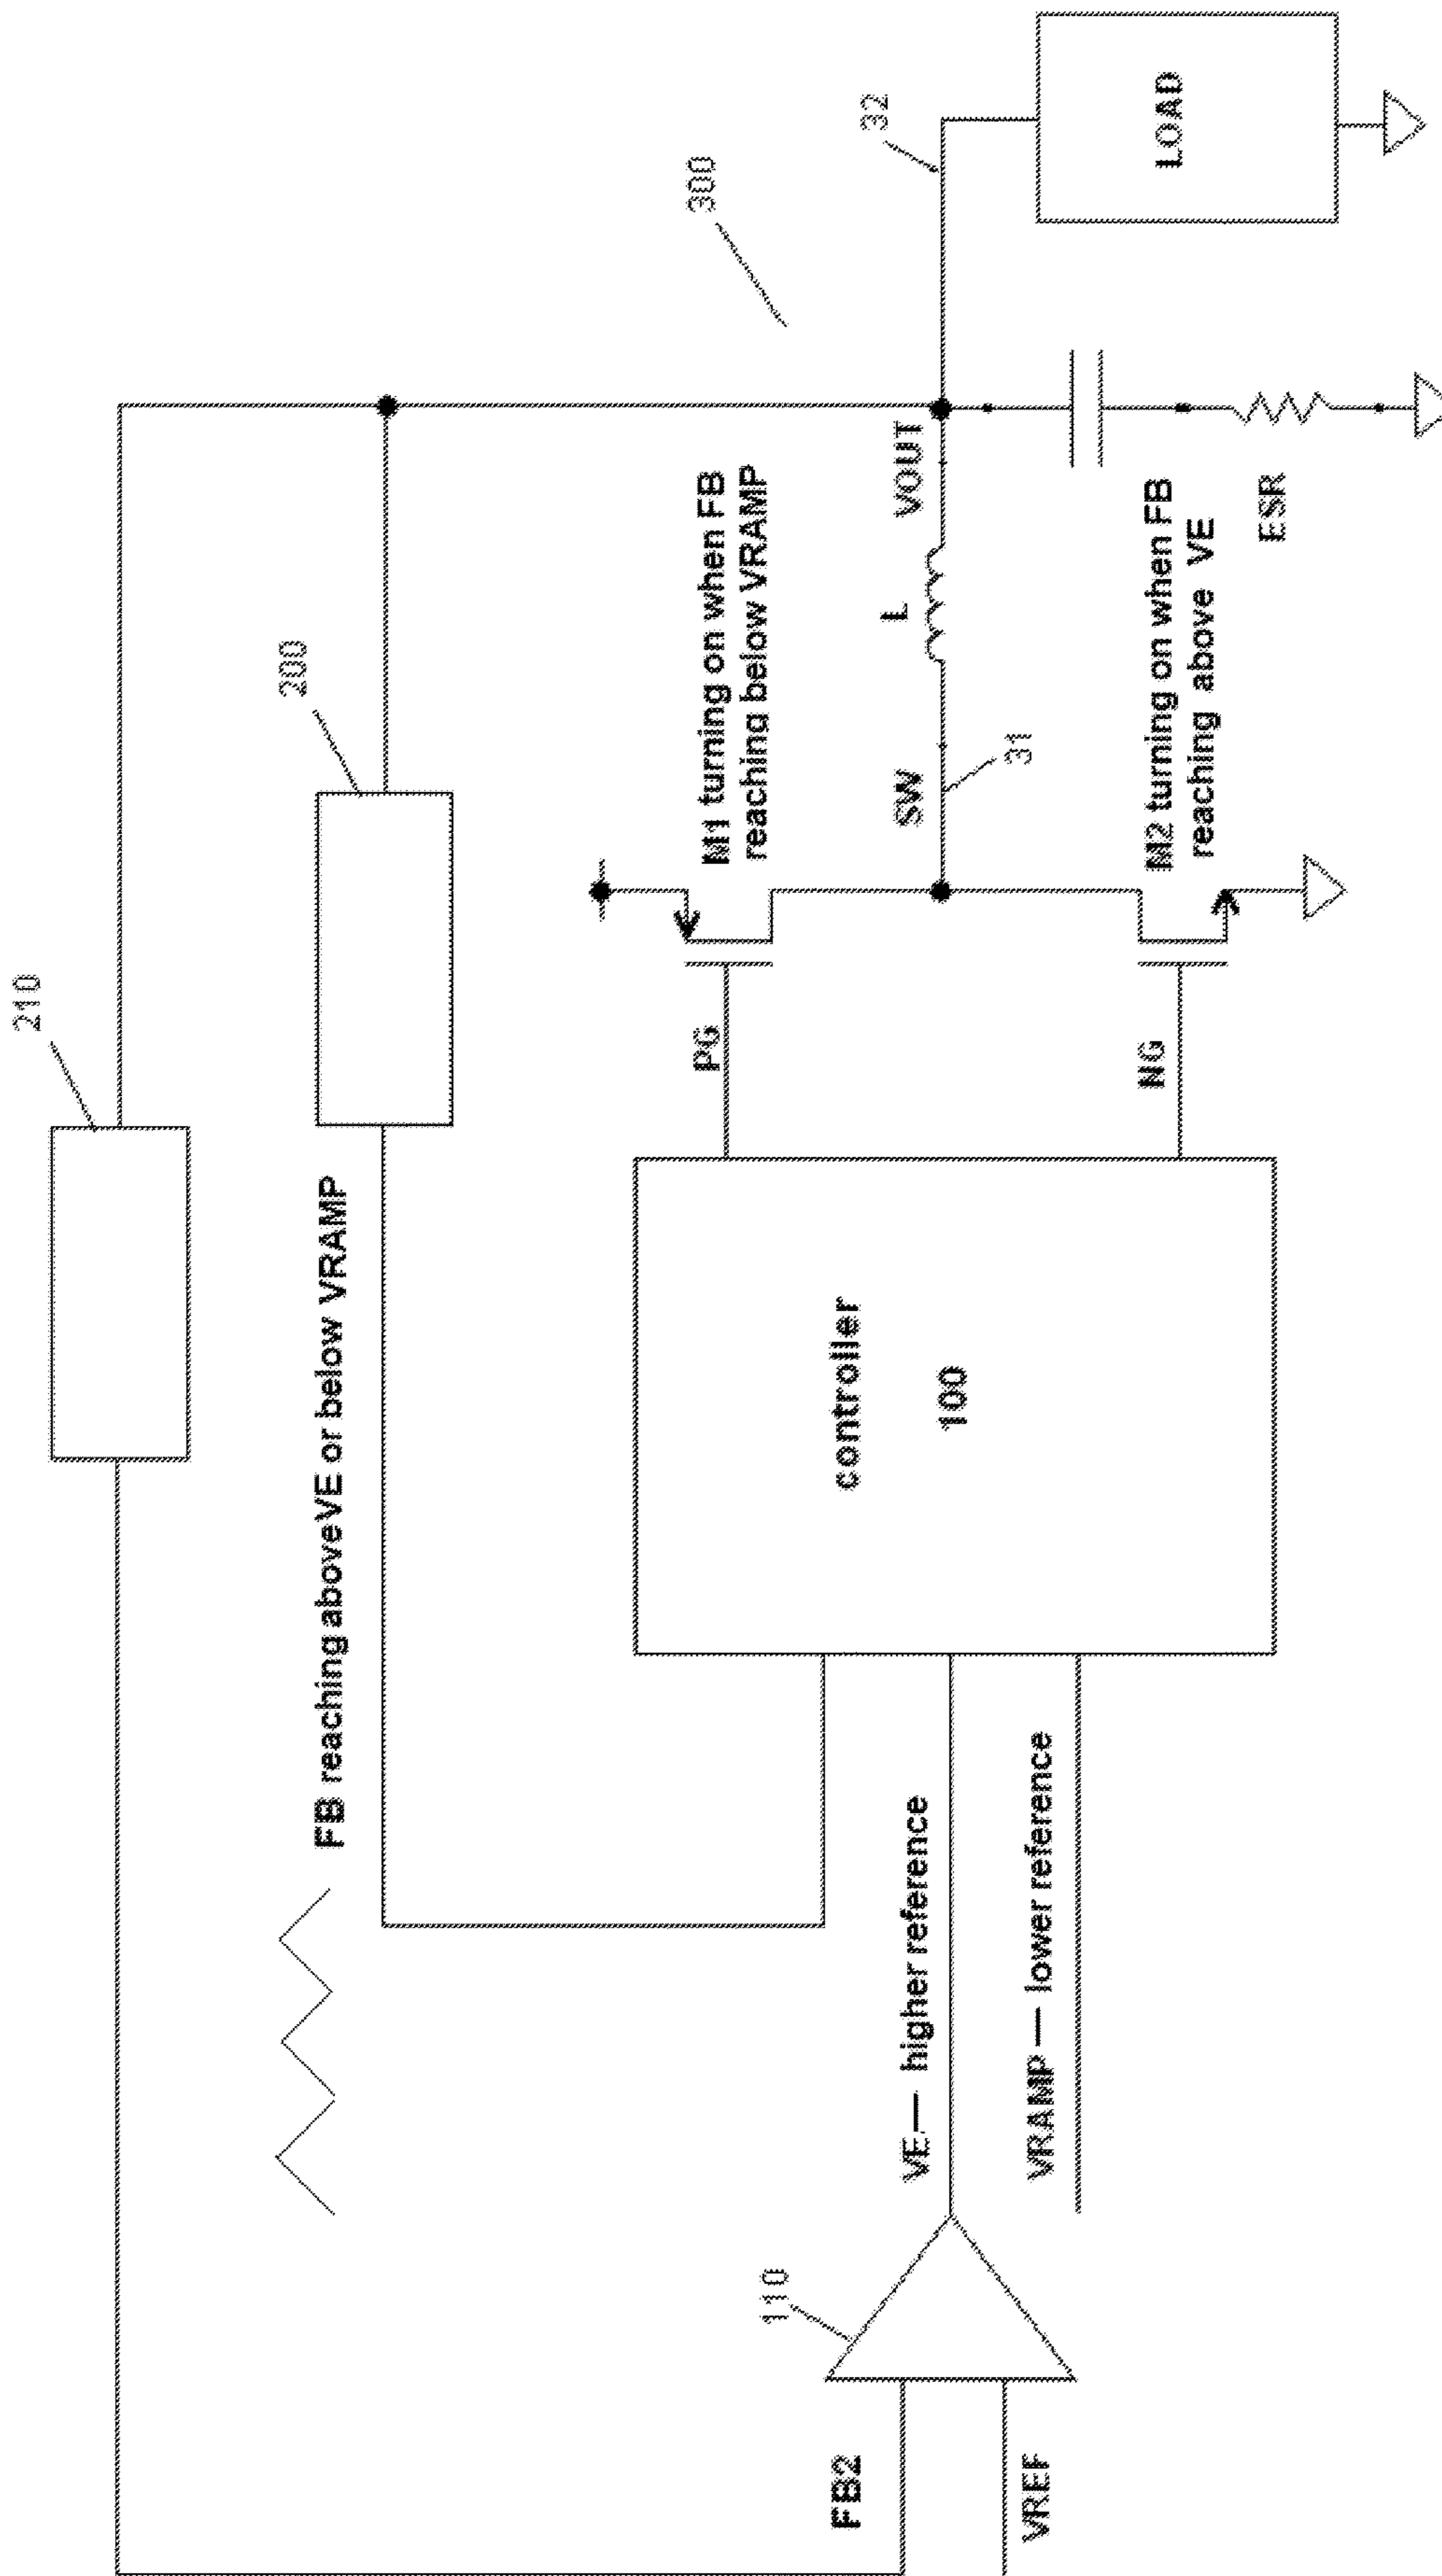 210
200
FB reaching aboveVE or below VRAMP
300
32
LOAD
M1 turning on when FB
reaching below VRAMP
PG
SW
L
VOUT
31
controller
100
NG
M2 turning on when FB
reaching above VE
ESR
110
VE — higher reference
VRAMP — lower reference
FB2
VREF